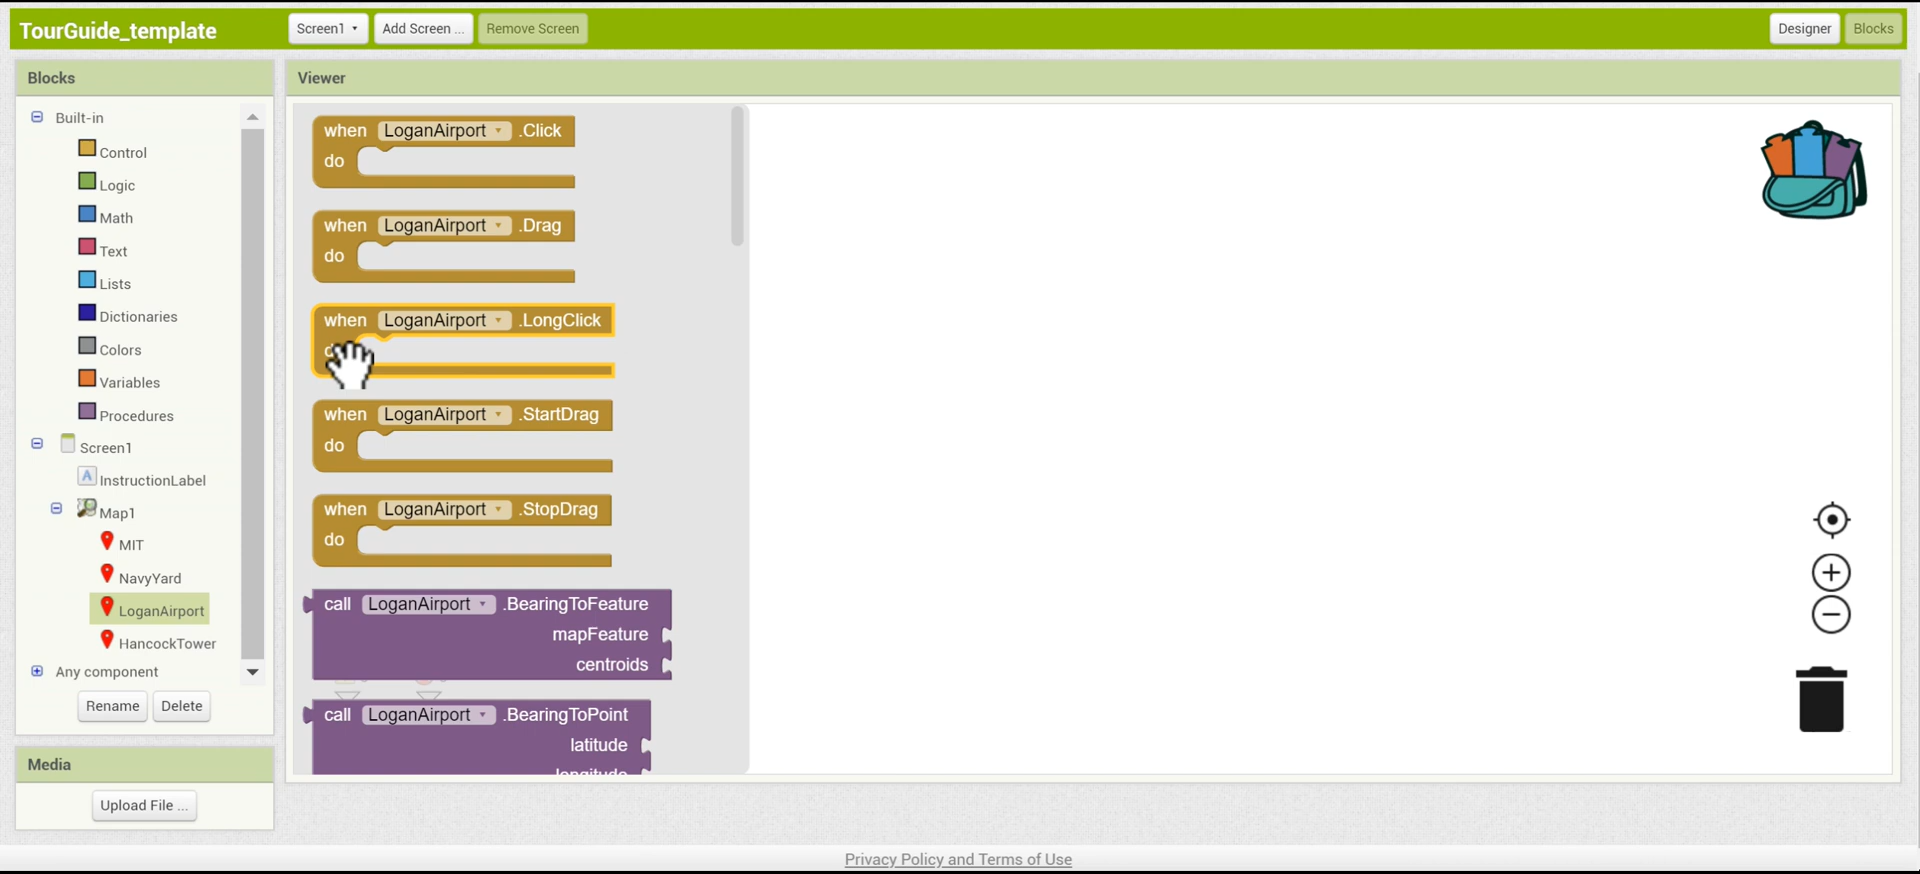 TourGuide_template
Screen1
Add Screen ...
Remove Screen
Designer
Blocks
Blocks
Built-in
Control
Logic
Math
Text
Lists
Dictionaries
Colors
Variables
Procedures
Screen1
InstructionLabel
Map1
MIT
NavyYard
LoganAirport
HancockTower
Any component
Rename
Delete
Media
Upload File ...
Viewer
when LoganAirport .Click
do
when LoganAirport .Drag
do
when LoganAirport .LongClick
when LoganAirport .StartDrag
do
when LoganAirport .StopDrag
do
call LoganAirport .BearingToFeature
mapFeature
centroids
call LoganAirport .BearingToPoint
latitude
longitude
Privacy Policy and Terms of Use